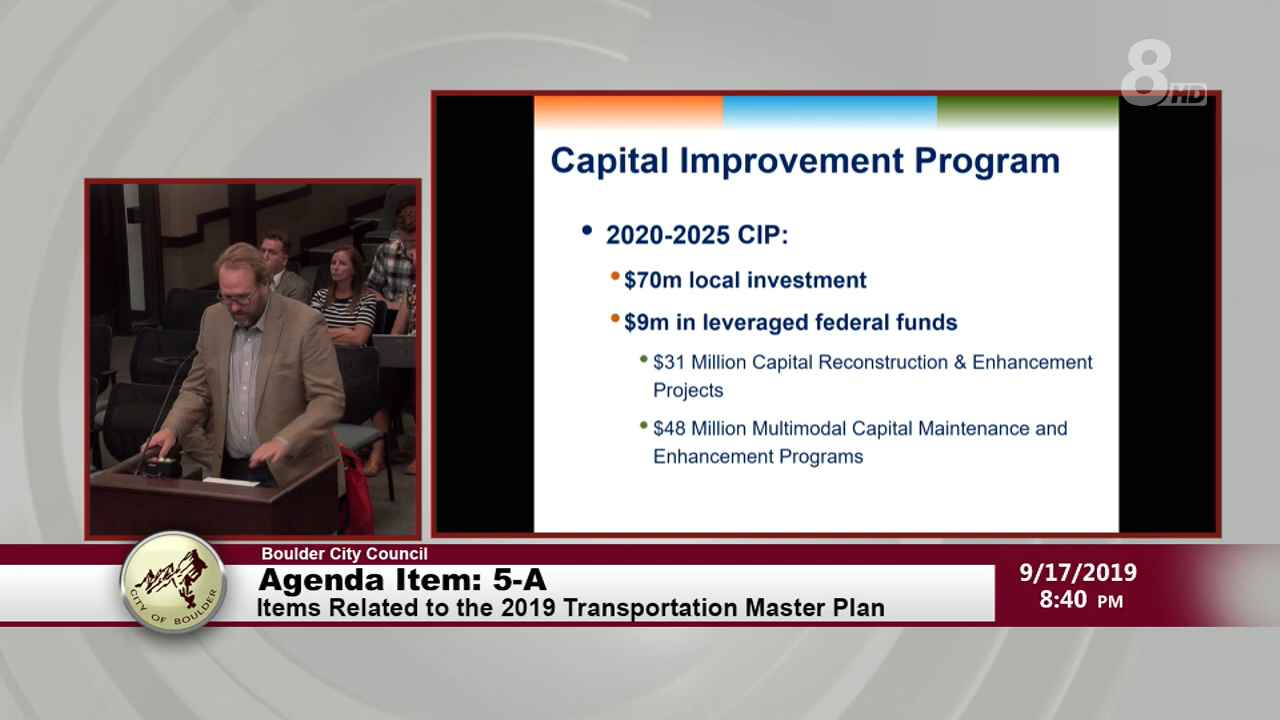 8HD
Capital Improvement Program
• 2020-2025 CIP:
•$70m local investment
•$9m in leveraged federal funds
• $31 Million Capital Reconstruction & Enhancement
Projects
• $48 Million Multimodal Capital Maintenance and
Enhancement Programs
Boulder City Council
Agenda Item: 5-A
Items Related to the 2019 Transportation Master Plan
CITY OF BOULDER
9/17/2019
8:40 PM